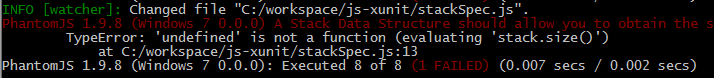 INFO [watcher]: Changed file "C:/workspace/js-xunit/stackSpec.js".
PhantomJS 1.9.8 (Windows 7 0.0.0) A Stack Data Structure should allow you to obtain the s
TypeError: 'undefined' is not a function (evaluating 'stack.size()')
at C:/workspace/js-xunit/stackSpec.js:13
PhantomJS 1.9.8 (Windows 7 0.0.0): Executed 8 of 8 (1 FAILED) (0.007 secs / 0.002 secs)